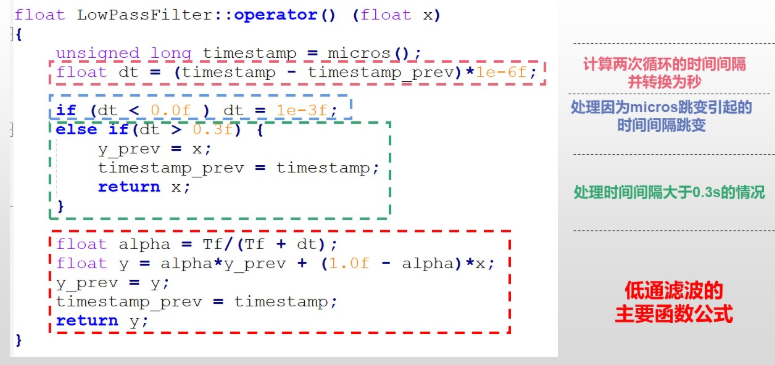 float LowPassFilter::operator() (float x)
{
unsigned long timestamp = micros();
float dt = (timestamp - timestamp_prev)*1e-6f;
if (dt < 0.0f ) dt = 1e-3f;
else if(dt > 0.3f) {
y_prev = x;
timestamp_prev = timestamp;
return x;
}
float alpha = Tf/(Tf + dt);
float y = alpha*y_prev + (1.0f - alpha)*x;
y_prev = y;
timestamp_prev = timestamp;
return y;
}
计算两次循环的时间间隔
并转换为秒
处理因为micros跳变引起的
时间间隔跳变
处理时间间隔大于0.3s的情况
低通滤波的
主要函数公式